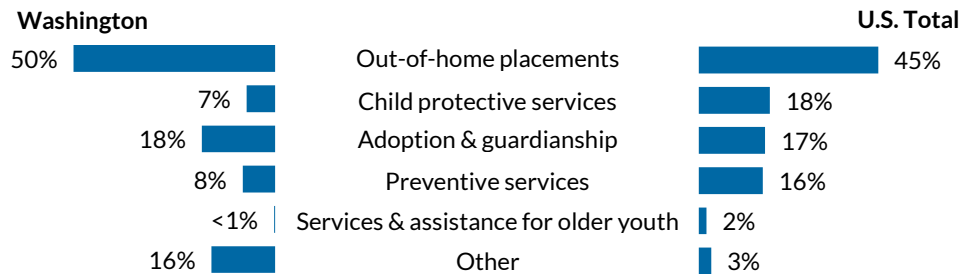 Washington U.S. Total
50% Out-of-home placements 45%
7% Child protective services 18%
18% Adoption & guardianship 17%
8% Preventive services 16%
<1% Services & assistance for older youth 2%
16% Other 3%